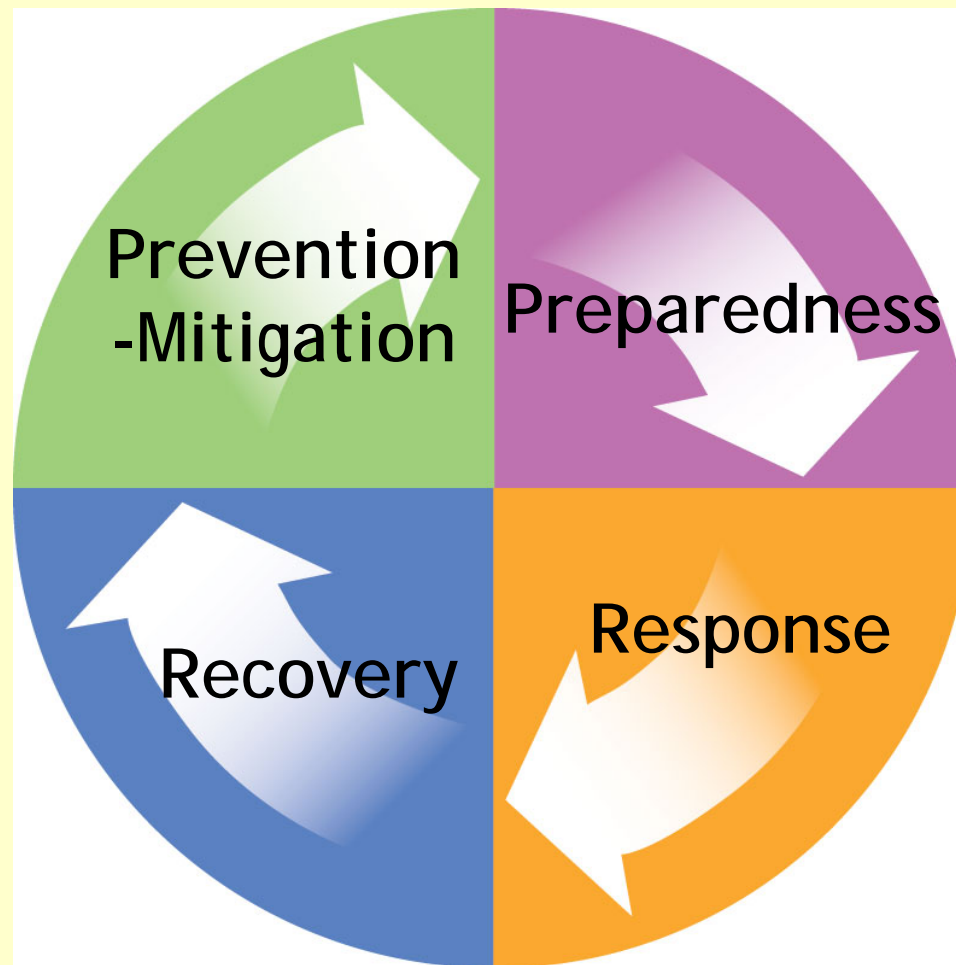 Prevention
-Mitigation
Preparedness
Response
Recovery